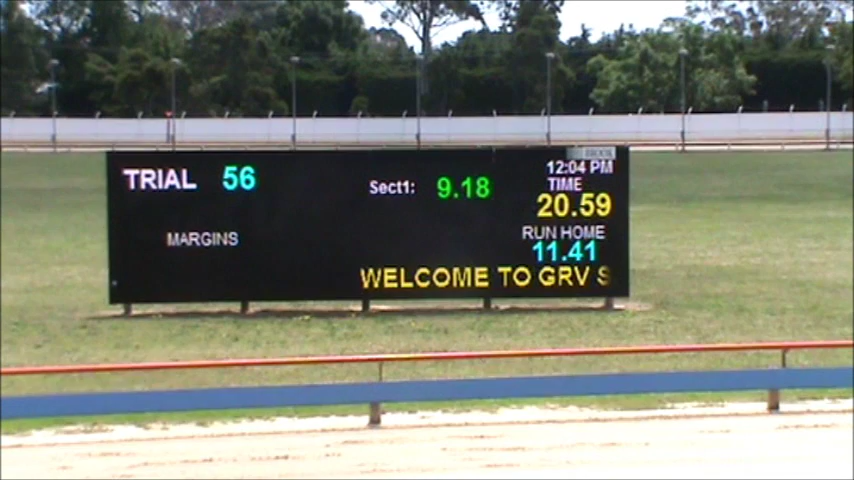 TRIAL 56
Sect1: 9.18
12:04 PM
TIME
20.59
MARGINS
RUN HOME
11.41
WELCOME TO GRV S